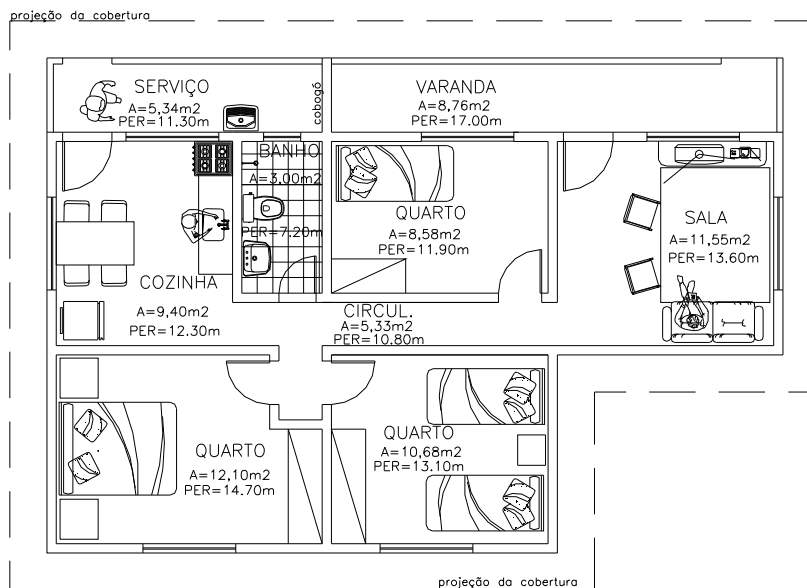 projeção da cobertura
SERVIÇO
A=5,34m2
PER=11.30m
cobogó
VARANDA
A=8,76m2
PER=17.00m
BANHO
A=3,00m2
PER=7.20m
QUARTO
A=8,58m2
PER=11.90m
SALA
A=11,55m2
PER=13.60m
COZINHA
A=9,40m2
PER=12.30m
CIRCUL.
A=5,33m2
PER=10.80m
QUARTO
A=12,10m2
PER=14.70m
QUARTO
A=10,68m2
PER=13.10m
projeção da cobertura